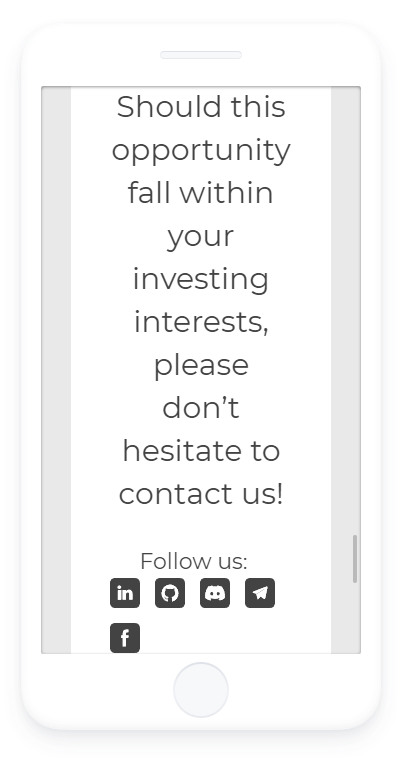 Should this
opportunity
fall within
your
investing
interests,
please
don’t
hesitate to
contact us!
Follow us: